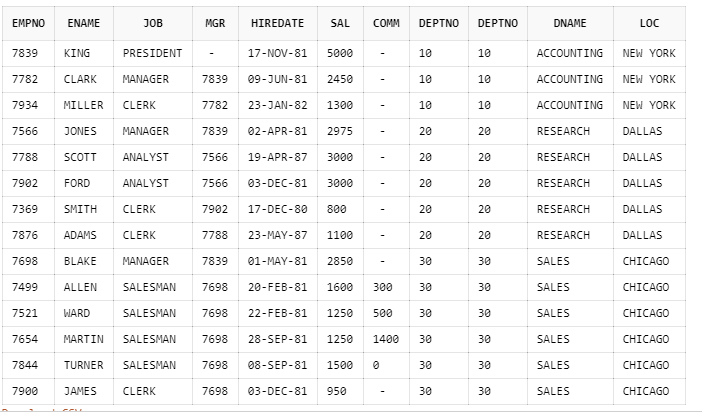 EMPNO ENAME JOB MGR HIREDATE SAL COMM DEPTNO DEPTNO DNAME LOC
7839 KING PRESIDENT - 17-NOV-81 5000 - 10 10 ACCOUNTING NEW YORK
7782 CLARK MANAGER 7839 09-JUN-81 2450 - 10 10 ACCOUNTING NEW YORK
7934 MILLER CLERK 7782 23-JAN-82 1300 - 10 10 ACCOUNTING NEW YORK
7566 JONES MANAGER 7839 02-APR-81 2975 - 20 20 RESEARCH DALLAS
7788 SCOTT ANALYST 7566 19-APR-87 3000 - 20 20 RESEARCH DALLAS
7902 FORD ANALYST 7566 03-DEC-81 3000 - 20 20 RESEARCH DALLAS
7369 SMITH CLERK 7902 17-DEC-80 800 - 20 20 RESEARCH DALLAS
7876 ADAMS CLERK 7788 23-MAY-87 1100 - 20 20 RESEARCH DALLAS
7698 BLAKE MANAGER 7839 01-MAY-81 2850 - 30 30 SALES CHICAGO
7499 ALLEN SALESMAN 7698 20-FEB-81 1600 300 30 30 SALES CHICAGO
7521 WARD SALESMAN 7698 22-FEB-81 1250 500 30 30 SALES CHICAGO
7654 MARTIN SALESMAN 7698 28-SEP-81 1250 1400 30 30 SALES CHICAGO
7844 TURNER SALESMAN 7698 08-SEP-81 1500 0 30 30 SALES CHICAGO
7900 JAMES CLERK 7698 03-DEC-81 950 - 30 30 SALES CHICAGO